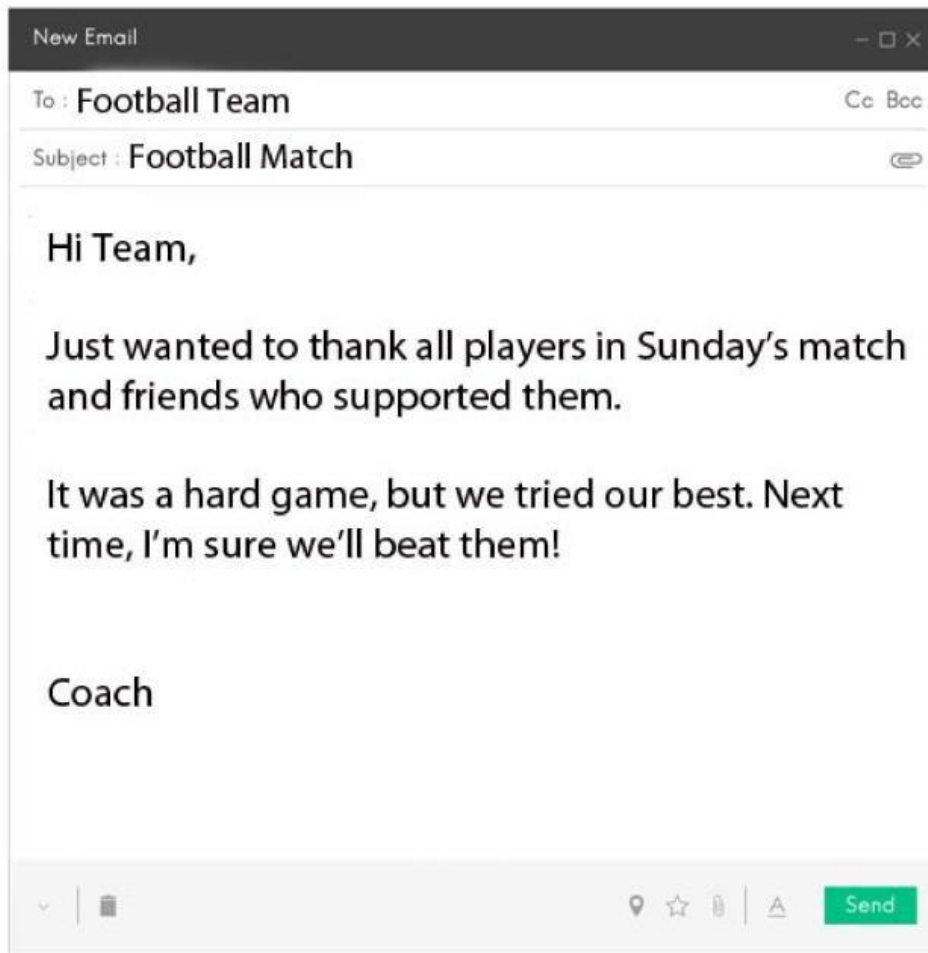 New Email
To : Football Team
Cc Bcc
Subject : Football Match
Hi Team,
Just wanted to thank all players in Sunday’s match
and friends who supported them.
It was a hard game, but we tried our best. Next
time, I’m sure we’ll beat them!
Coach
A
Send